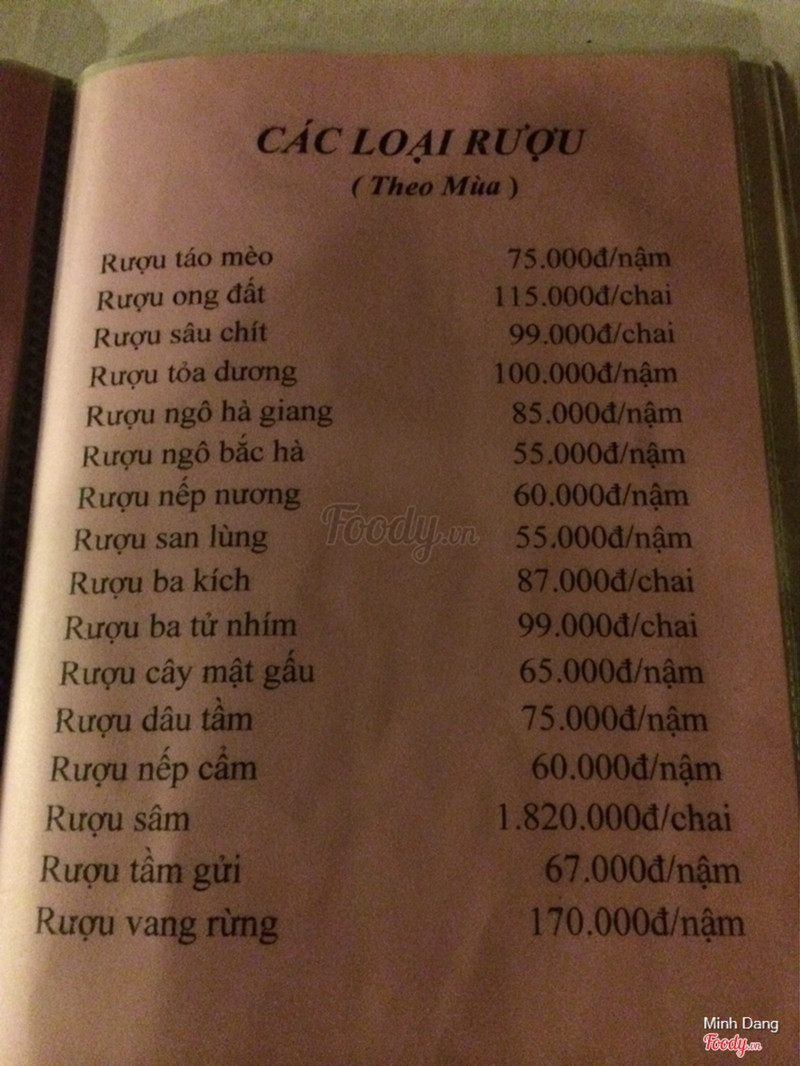 CÁC LOẠI RƯỢU
( Theo Mùa )
Rượu táo mèo 75.000đ/nậm
Rượu ong đất 115.000đ/chai
Rượu sâu chít 99.000đ/chai
Rượu tỏa dương 100.000đ/nậm
Rượu ngô hà giang 85.000đ/nậm
Rượu ngô bắc hà 55.000đ/nậm
Rượu nếp nương 60.000đ/nậm
Foody.vn
Rượu san lùng 55.000đ/nậm
Rượu ba kích 87.000đ/chai
Rượu ba tử nhím 99.000đ/chai
Rượu cây mật gấu 65.000đ/nậm
Rượu dâu tằm 75.000đ/nậm
Rượu nếp cẩm 60.000đ/nậm
Rượu sâm 1.820.000đ/chai
Rượu tầm gửi 67.000đ/nậm
Rượu vang rừng 170.000đ/nậm
Minh Dang
Foody.vn